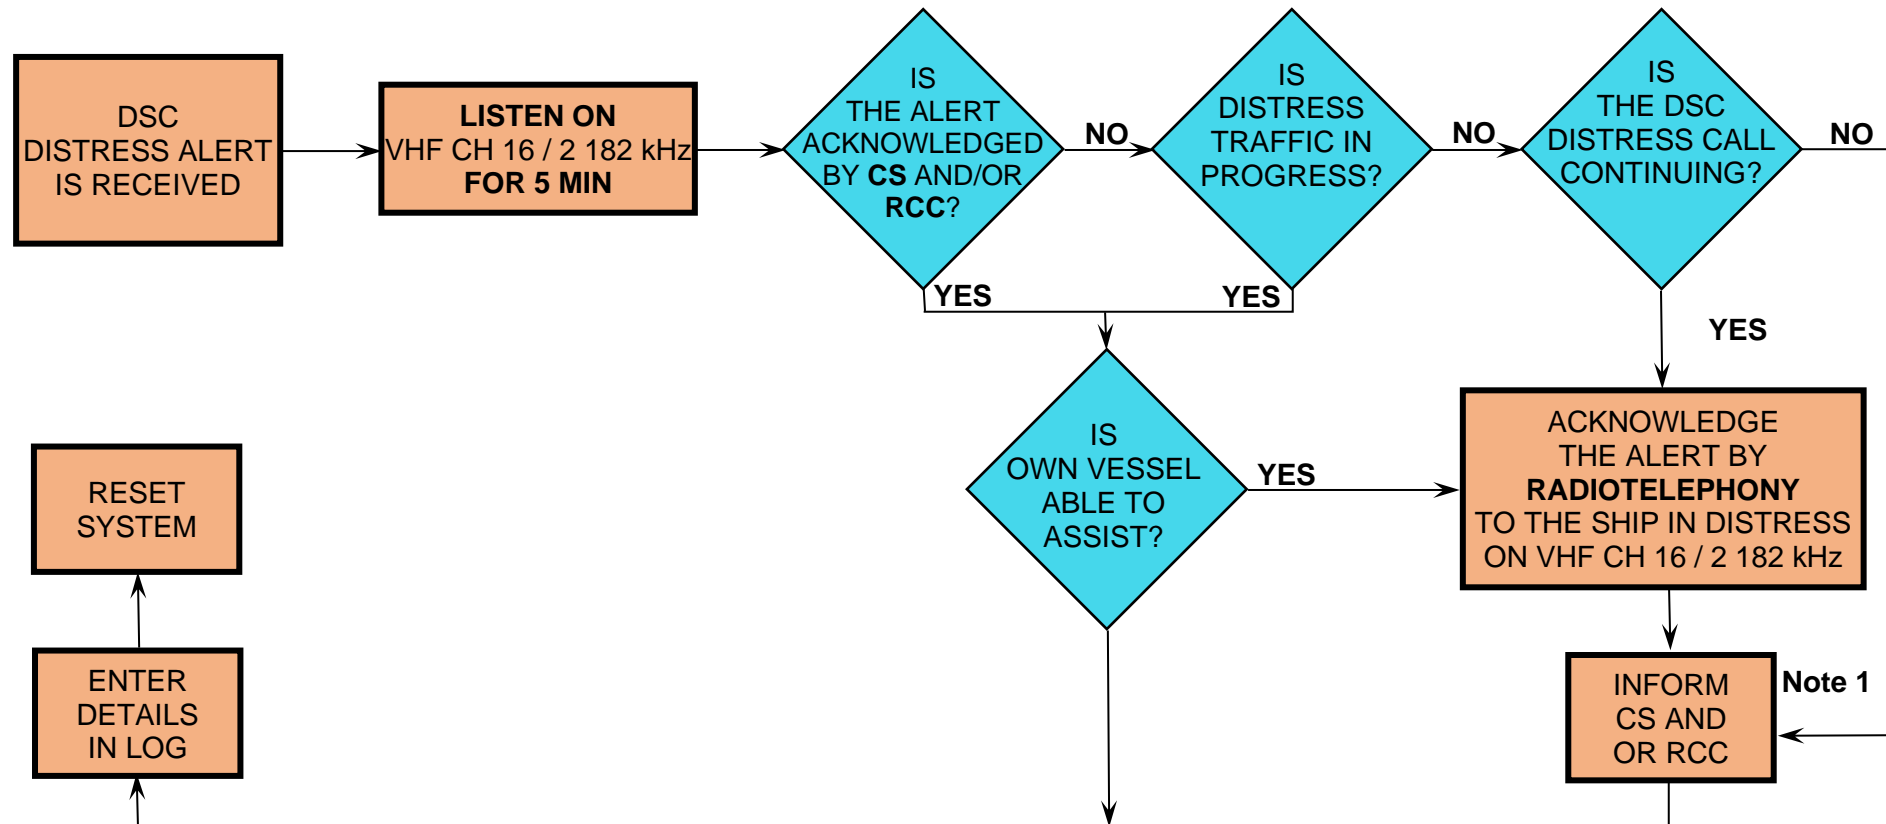 DSC
DISTRESS ALERT
IS RECEIVED
LISTEN ON
VHF CH 16 / 2 182 kHz
FOR 5 MIN
IS
THE ALERT
ACKNOWLEDGED
BY CS AND/OR
RCC?
NO
IS
DISTRESS
TRAFFIC IN
PROGRESS?
NO
IS
THE DSC
DISTRESS CALL
CONTINUING?
NO
YES
YES
YES
IS
OWN VESSEL
ABLE TO
ASSIST?
YES
ACKNOWLEDGE
THE ALERT BY
RADIOTELEPHONY
TO THE SHIP IN DISTRESS
ON VHF CH 16 / 2 182 kHz
RESET
SYSTEM
ENTER
DETAILS
IN LOG
INFORM
CS AND
OR RCC
Note 1